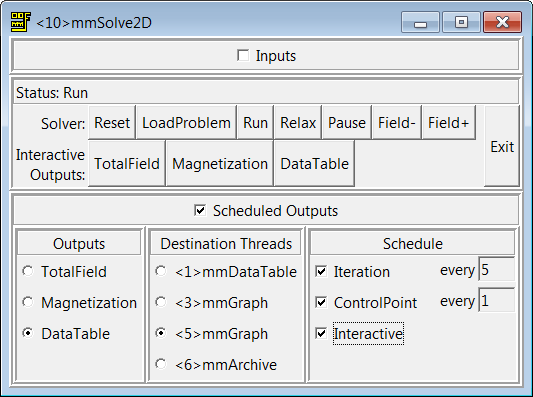 <10>mmSolve2D
Inputs
Status: Run
Solver: Reset LoadProblem Run Relax Pause Field- Field+
Exit
Interactive Outputs: TotalField Magnetization DataTable
Scheduled Outputs
Outputs Destination Threads Schedule
TotalField <1>mmDataTable Iteration every 5
Magnetization <3>mmGraph ControlPoint every 1
DataTable <5>mmGraph Interactive
<6>mmArchive